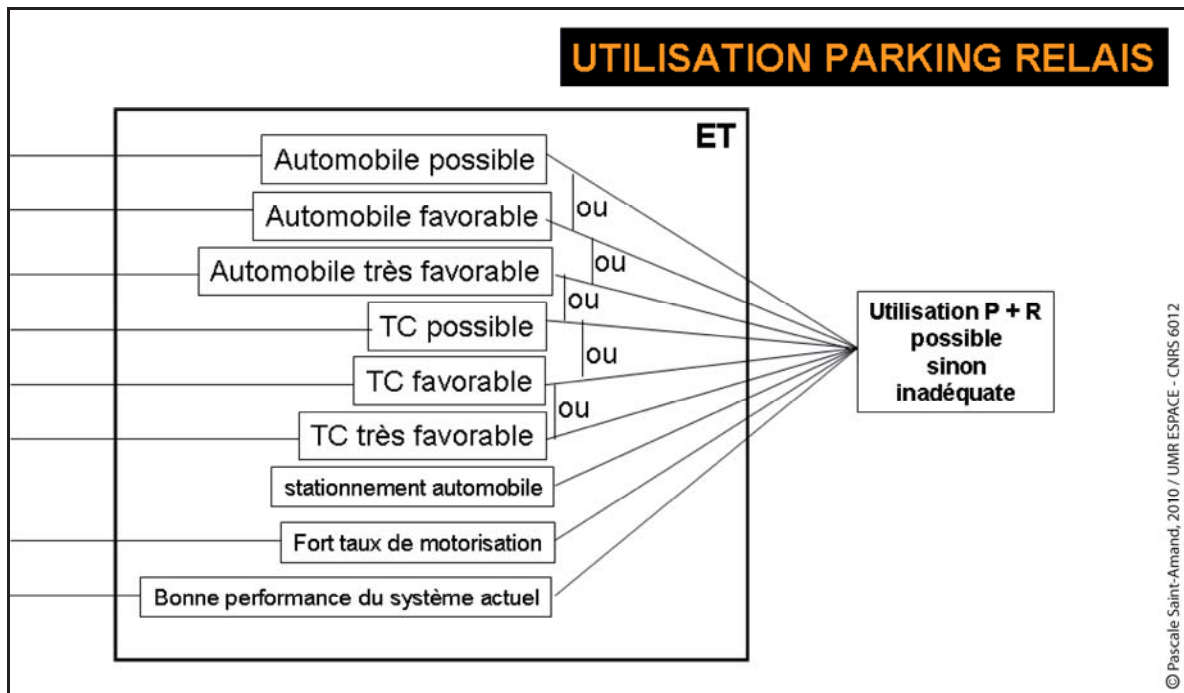 UTILISATION PARKING RELAIS
ET
Automobile possible
ou
Automobile favorable
ou
Automobile très favorable
ou
TC possible
ou
TC favorable
ou
TC très favorable
stationnement automobile
Fort taux de motorisation
Bonne performance du système actuel
Utilisation P + R
possible
sinon
inadéquate
© Pascale Saint-Amand, 2010 / UMR ESPACE - CNRS 6012